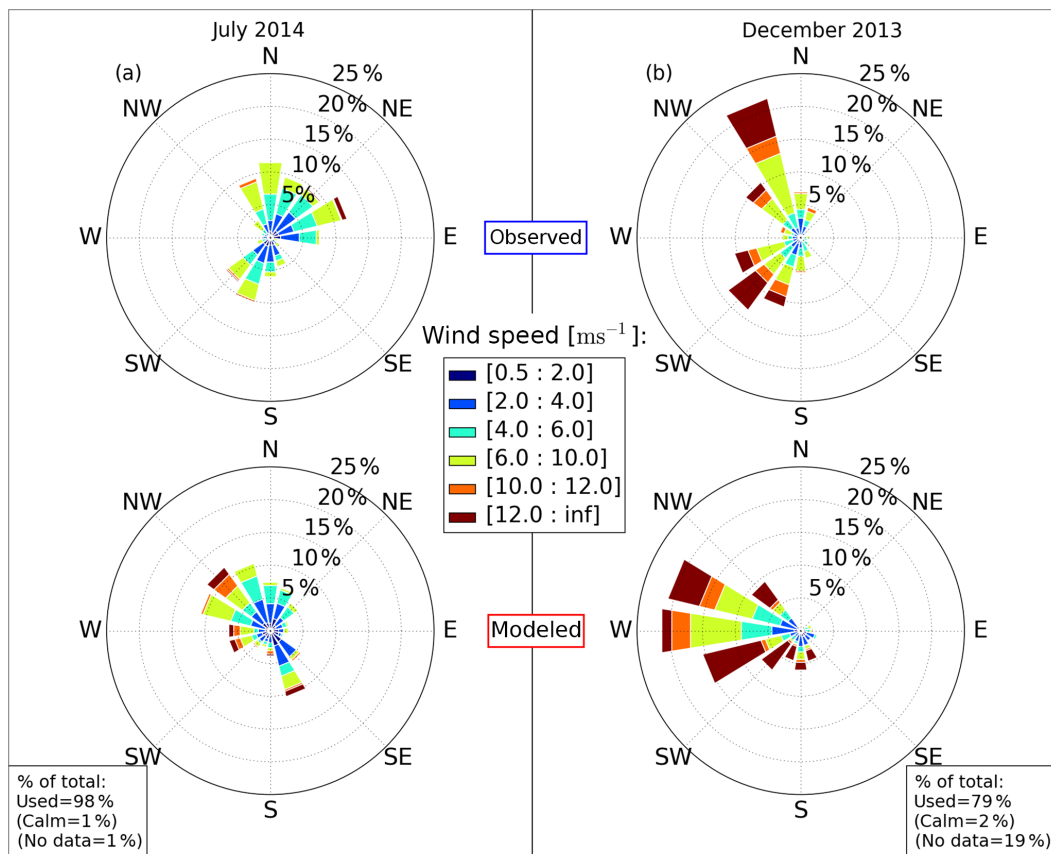 July 2014
December 2013
(a)
N
25 %
20 %
15 %
10 %
5 %
NW
NE
W
E
SW
SE
S
(b)
N
25 %
20 %
15 %
10 %
5 %
NW
NE
W
E
SW
SE
S
Observed
Wind speed [ms⁻¹]:
[0.5 : 2.0]
[2.0 : 4.0]
[4.0 : 6.0]
[6.0 : 10.0]
[10.0 : 12.0]
[12.0 : inf]
N
25 %
20 %
15 %
10 %
5 %
NW
NE
W
E
SW
SE
S
Modeled
N
25 %
20 %
15 %
10 %
5 %
NW
NE
W
E
SW
SE
S
% of total:
Used=98 %
(Calm=1 %)
(No data=1 %)
% of total:
Used=79 %
(Calm=2 %)
(No data=19 %)